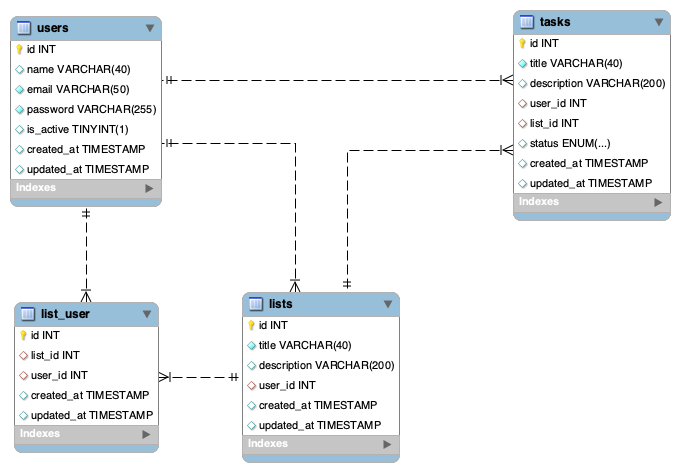 users
id INT
name VARCHAR(40)
email VARCHAR(50)
password VARCHAR(255)
is_active TINYINT(1)
created_at TIMESTAMP
updated_at TIMESTAMP
Indexes
tasks
id INT
title VARCHAR(40)
description VARCHAR(200)
user_id INT
list_id INT
status ENUM(...)
created_at TIMESTAMP
updated_at TIMESTAMP
Indexes
list_user
id INT
list_id INT
user_id INT
created_at TIMESTAMP
updated_at TIMESTAMP
Indexes
lists
id INT
title VARCHAR(40)
description VARCHAR(200)
user_id INT
created_at TIMESTAMP
updated_at TIMESTAMP
Indexes